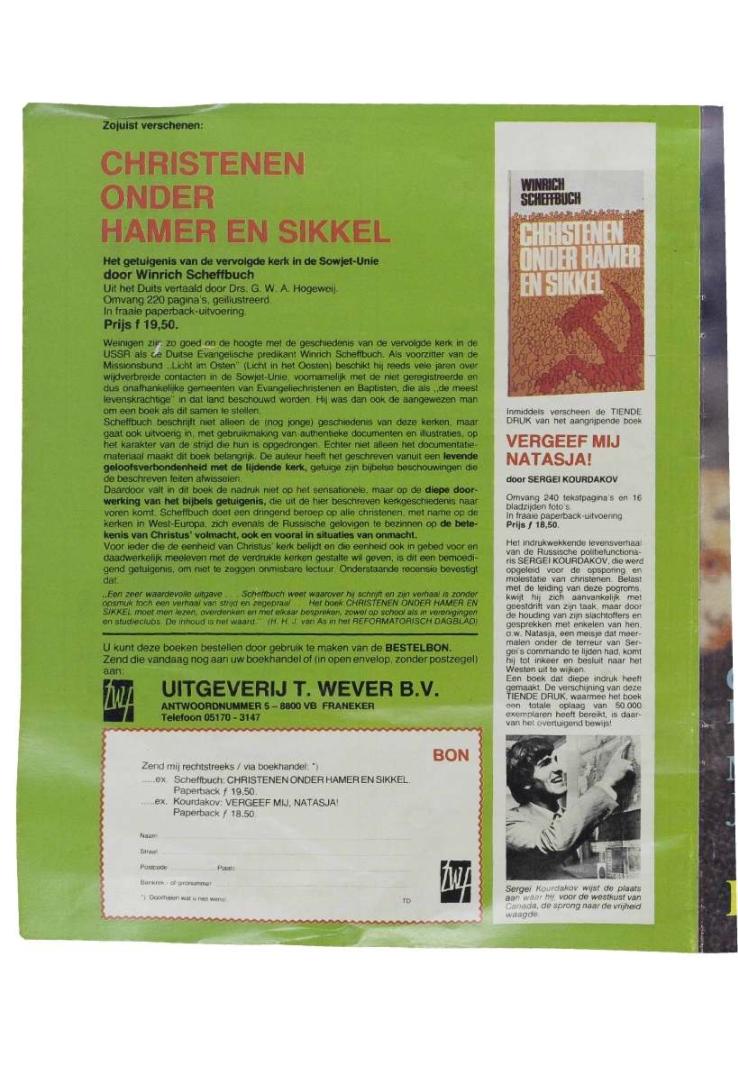 Zojuist verschenen:
CHRISTENEN
ONDER
HAMER EN SIKKEL
Het getuigenis van de vervolgde kerk in de Sowjet-Unie
door Winrich Scheffbuch
Uit het Duits vertaald door Drs. G. W. A. Hogeweij.
Omvang 220 pagina's, geïllustreerd.
In fraaie paperback-uitvoering.
Prijs f 19,50.
Weinigen zijn zo goed on de hoogte met de geschiedenis van de vervolgde kerk in de
USSR als de Duitse Evangelische predikant Winrich Scheffbuch. Als voorzitter van de
Missionsbund „Licht im Osten" (Licht in het Oosten) beschikt hij reeds vele jaren over
wijdverbreide contacten in de Sowjet-Unie, voornamelijk met de niet geregistreerde en
dus onafhankelijke gemeenten van Evangeliechristenen en Baptisten, die als „de meest
levenskrachtige" in dat land beschouwd worden. Hij was dan ook de aangewezen man
om een boek als dit samen te stellen.
Scheffbuch beschrijft niet alleen de (nog jonge) geschiedenis van deze kerken, maar
gaat ook uitvoerig in, met gebruikmaking van authentieke documenten en illustraties, op
het karakter van de strijd die hun is opgedrongen. Echter niet alleen het documentatie-
materiaal maakt dit boek belangrijk. De auteur heeft het geschreven vanuit een levende
geloofsverbondenheid met de lijdende kerk, getuige zijn bijbelse beschouwingen die
de beschreven feiten afwisselen.
Daardoor valt in dit boek de nadruk niet op het sensationele, maar op de diepe door-
werking van het bijbels getuigenis, die uit de hier beschreven kerkgeschiedenis naar
voren komt. Scheffbuch doet een dringend beroep op alle christenen, met name op de
kerken in West-Europa, zich evenals de Russische gelovigen te bezinnen op de bete-
kenis van Christus' volmacht, ook en vooral in situaties van onmacht.
Voor ieder die de eenheid van Christus' kerk belijdt en die eenheid ook in gebed voor en
daadwerkelijk meeleven met de verdrukte kerken gestalte wil geven, is dit een bemoedi-
gend getuigenis, om niet te zeggen onmisbare lectuur. Onderstaande recensie bevestigt
dat.
„Een zeer waardevolle uitgave . . . Scheffbuch weet waarover hij schrijft en zijn verhaal is zonder
opsmuk toch een verhaal van strijd en zegepraal . . . Het boek CHRISTENEN ONDER HAMER EN
SIKKEL moet men lezen, overdenken en met elkaar bespreken, zowel op school als in verenigingen
en studieclubs. De inhoud is het waard." (H. H. J. van As in het REFORMATORISCH DAGBLAD)
U kunt deze boeken bestellen door gebruik te maken van de BESTELBON.
Zend die vandaag nog aan uw boekhandel of (in open envelop, zonder postzegel)
aan:
UITGEVERIJ T. WEVER B.V.
ANTWOORDNUMMER 5 – 8800 VB FRANEKER
Telefoon 05170 - 3147
BON
Zend mij rechtstreeks / via boekhandel: *)
.....ex. Scheffbuch: CHRISTENEN ONDER HAMER EN SIKKEL.
Paperback f 19,50.
.....ex. Kourdakov: VERGEEF MIJ, NATASJA!
Paperback f 18,50.
Naam:
Straat:
Postcode: Plaats:
Bankrek.- of gironummer
*) Doorhalen wat u niet wenst. TD
twf
WINRICH
SCHEFFBUCH
CHRISTENEN
ONDER HAMER
EN SIKKEL
Inmiddels verscheen de TIENDE
DRUK van het aangrijpende boek
VERGEEF MIJ
NATASJA!
door SERGEI KOURDAKOV
Omvang 240 tekstpagina's en 16
bladzijden foto's.
In fraaie paperback-uitvoering
Prijs f 18,50.
Het indrukwekkende levensverhaal
van de Russische politiefunctiona-
ris SERGEI KOURDAKOV, die werd
opgeleid voor de opsporing en
molestatie van christenen. Belast
met de leiding van deze pogroms,
kwijt hij zich aanvankelijk met
geestdrift van zijn taak, maar door
de houding van zijn slachtoffers en
gesprekken met enkelen van hen,
o.w. Natasja, een meisje dat meer-
malen onder de terreur van Ser-
gei's commando te lijden had, komt
hij tot inkeer en besluit naar het
Westen uit te wijken.
Een boek dat diepe indruk heeft
gemaakt. De verschijning van deze
TIENDE DRUK, waarmee het boek
een totale oplaag van 50.000
exemplaren heeft bereikt, is daar-
van het overtuigend bewijs!
Sergei Kourdakov wijst de plaats
aan waar hij, voor de westkust van
Canada, de sprong naar de vrijheid
waagde.